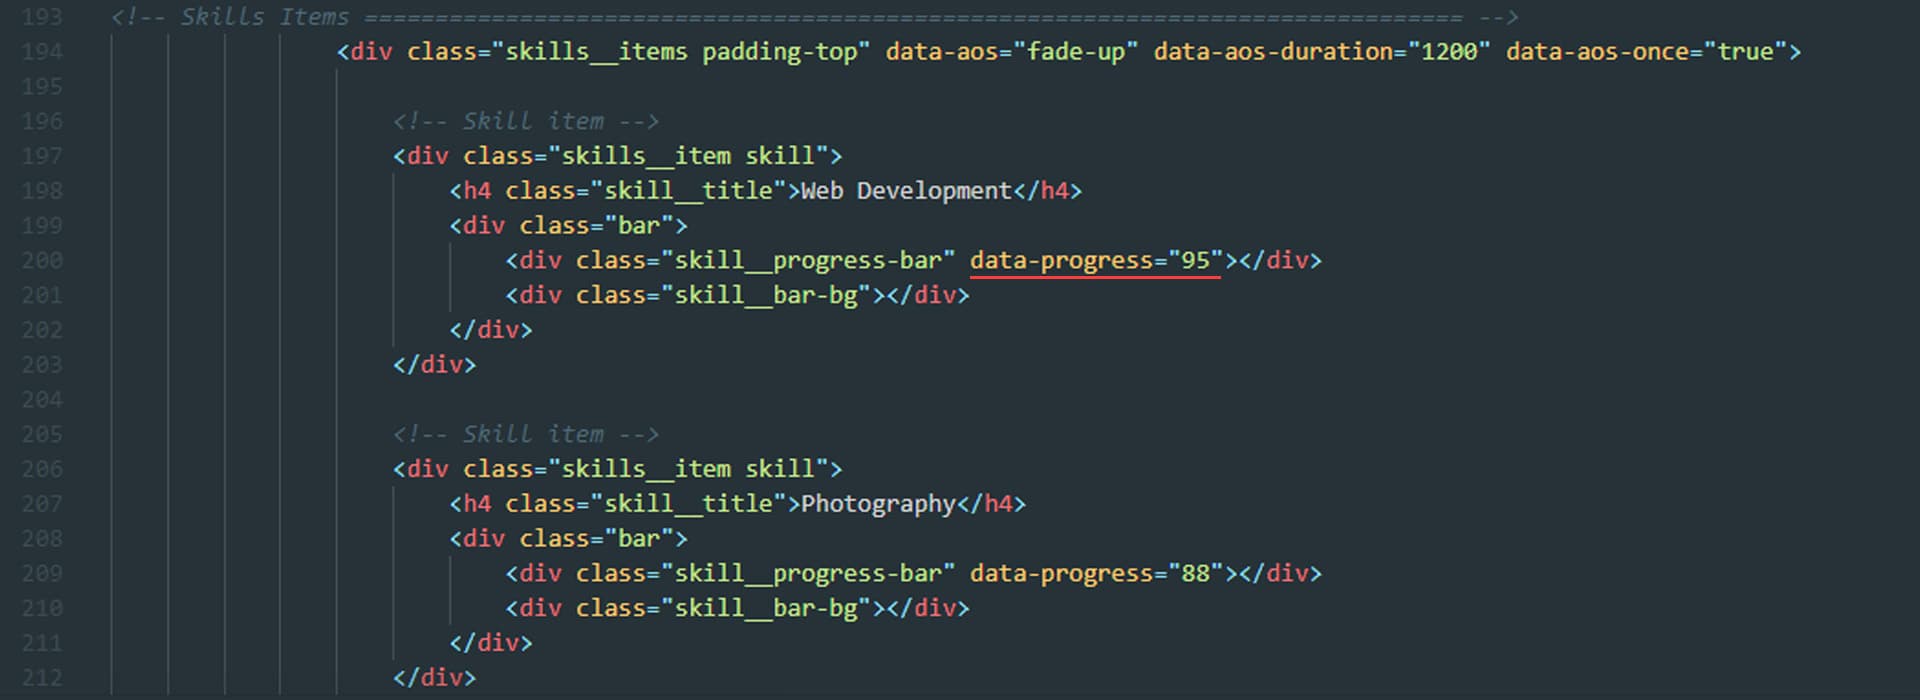 193 <!-- Skills Items ============================================================================== -->
194 <div class="skills__items padding-top" data-aos="fade-up" data-aos-duration="1200" data-aos-once="true">
195
196 <!-- Skill item -->
197 <div class="skills__item skill">
198 <h4 class="skill__title">Web Development</h4>
199 <div class="bar">
200 <div class="skill__progress-bar" data-progress="95"></div>
201 <div class="skill__bar-bg"></div>
202 </div>
203 </div>
204
205 <!-- Skill item -->
206 <div class="skills__item skill">
207 <h4 class="skill__title">Photography</h4>
208 <div class="bar">
209 <div class="skill__progress-bar" data-progress="88"></div>
210 <div class="skill__bar-bg"></div>
211 </div>
212 </div>